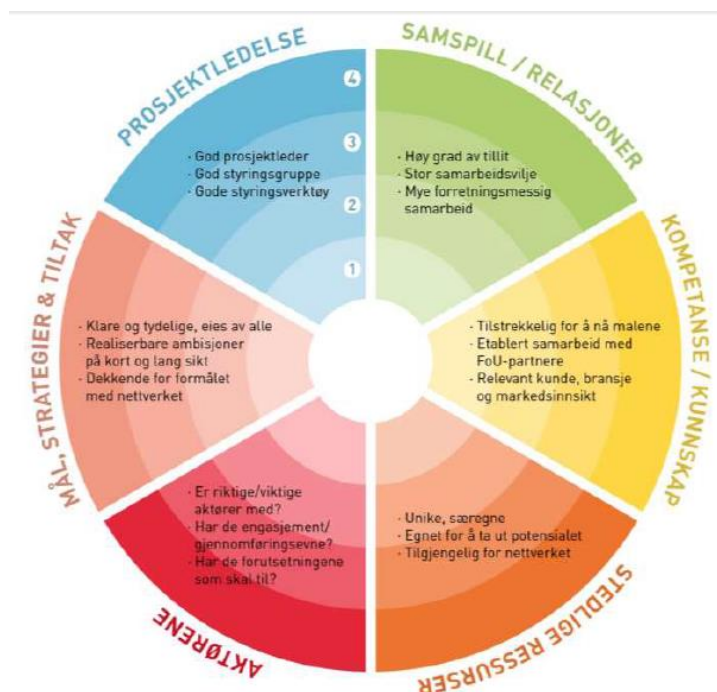 PROSJEKTLEDELSE
4
3
2
1
· God prosjektleder
· God styringsgruppe
· Gode styringsverktøy
SAMSPILL / RELASJONER
· Høy grad av tillit
· Stor samarbeidsvilje
· Mye forretningsmessig
samarbeid
KOMPETANSE / KUNNSKAP
· Tilstrekkelig for å nå malene
· Etablert samarbeid med
FoU-partnere
· Relevant kunde, bransje
og markedsinnsikt
STEDLIGE RESSURSER
· Unike, særegne
· Egnet for å ta ut potensialet
· Tilgjengelig for nettverket
AKTØRENE
· Er riktige/viktige
aktører med?
· Har de engasjement/
gjennomføringsevne?
· Har de forutsetningene
som skal til?
MÅL, STRATEGIER & TILTAK
· Klare og tydelige, eies av alle
· Realiserbare ambisjoner
på kort og lang sikt
· Dekkende for formålet
med nettverket